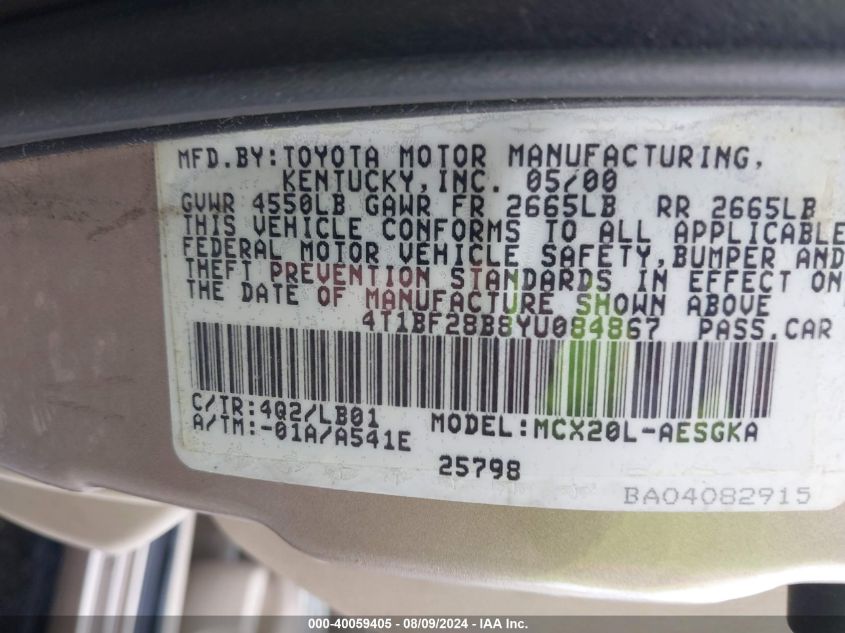 MFD.BY:TOYOTA MOTOR MANUFACTURING,
KENTUCKY,INC. 05/00
GVWR 4550LB GAWR FR 2665LB RR 2665LB
THIS VEHICLE CONFORMS TO ALL APPLICABLE
FEDERAL MOTOR VEHICLE SAFETY,BUMPER AND
THEFT PREVENTION STANDARDS IN EFFECT ON
THE DATE OF MANUFACTURE SHOWN ABOVE
4T1BF28B8YU084867 PASS.CAR
C/TR:4Q2/LB01
A/TM:-01A/A541E
MODEL:MCX20L-AESGKA
25798
BA04082915
000-40059405 - 08/09/2024 - IAA Inc.